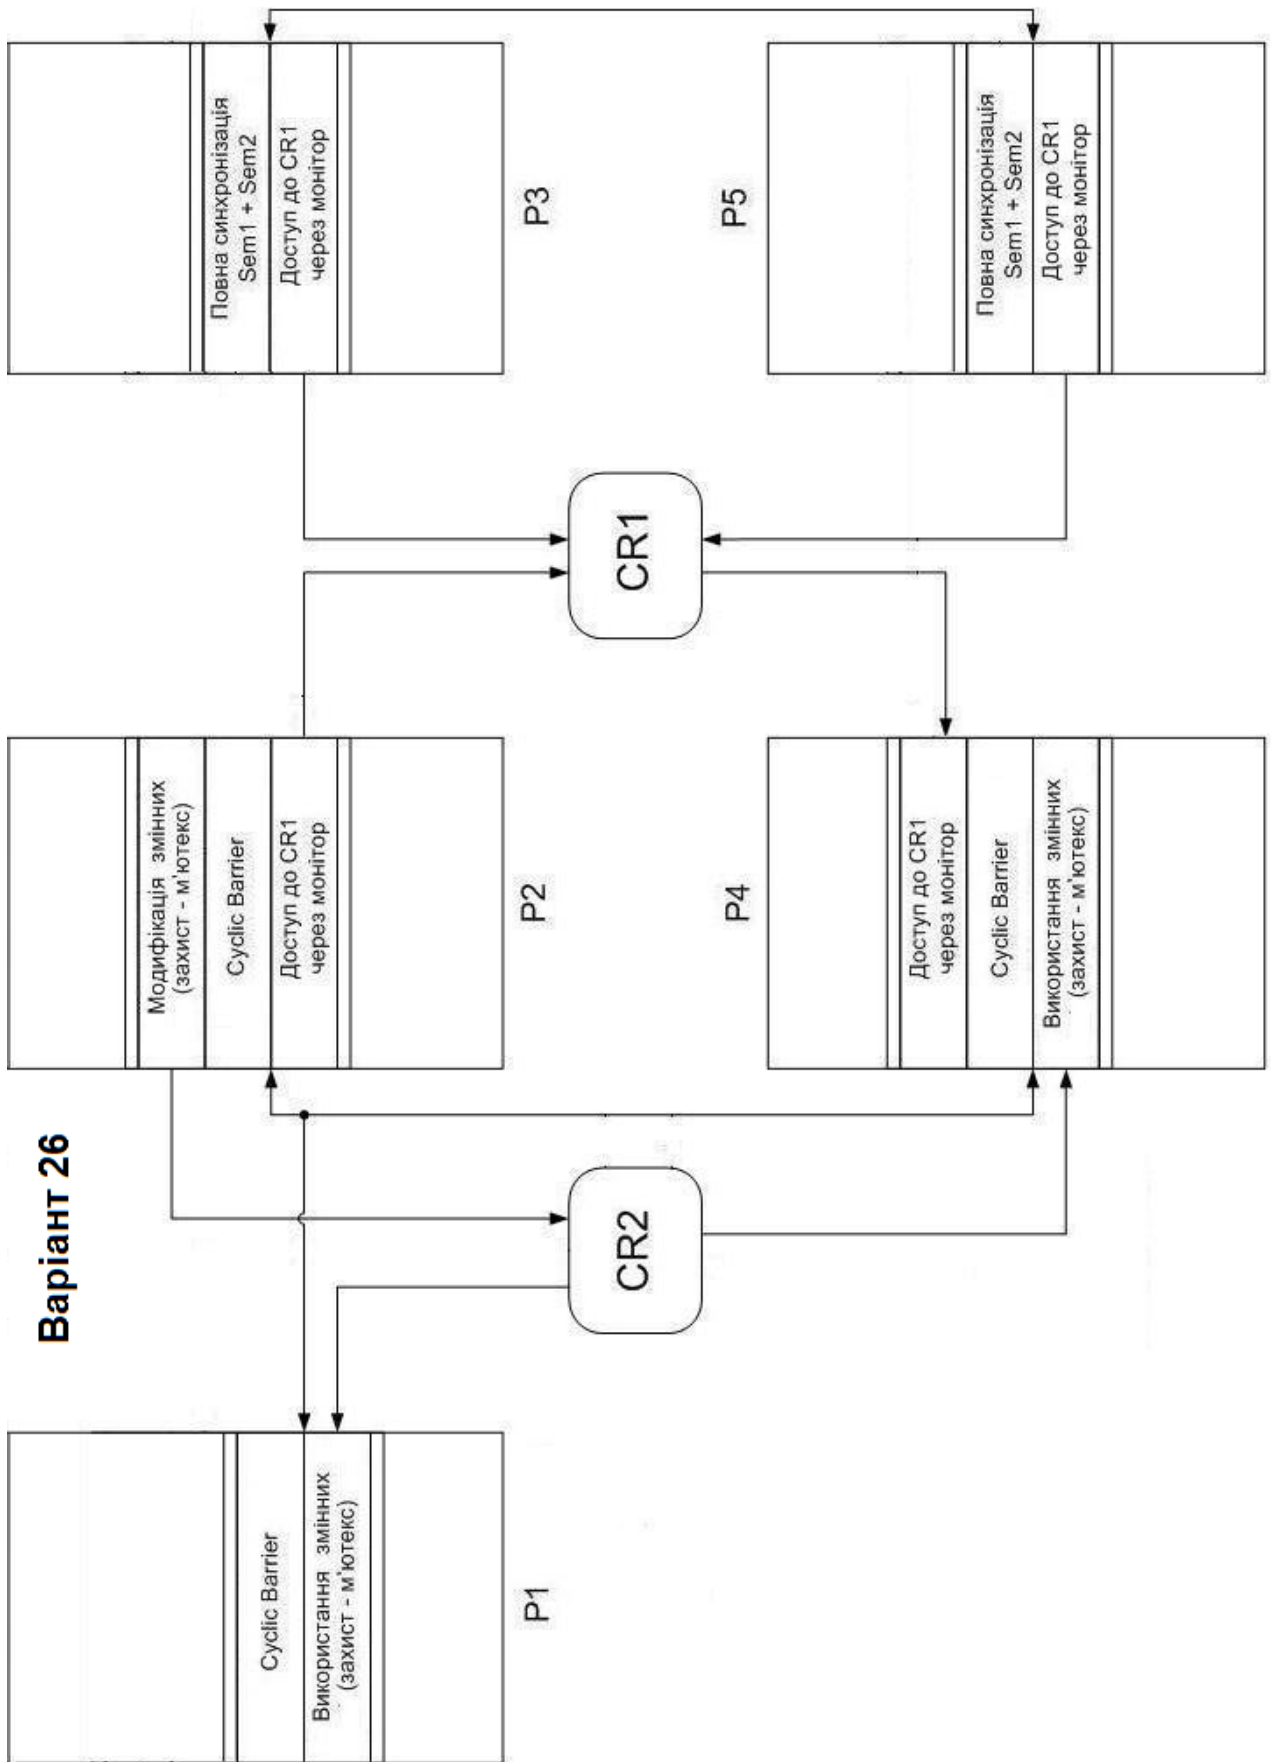 Варіант 26
Cyclic Barrier
Використання змінних
(захист - м'ютекс)
P1
Модифікація змінних
(захист - м'ютекс)
Cyclic Barrier
Доступ до CR1
через монітор
P2
Повна синхронізація
Sem1 + Sem2
Доступ до CR1
через монітор
P3
CR2
CR1
P4
Доступ до CR1
через монітор
Cyclic Barrier
Використання змінних
(захист - м'ютекс)
P5
Повна синхронізація
Sem1 + Sem2
Доступ до CR1
через монітор